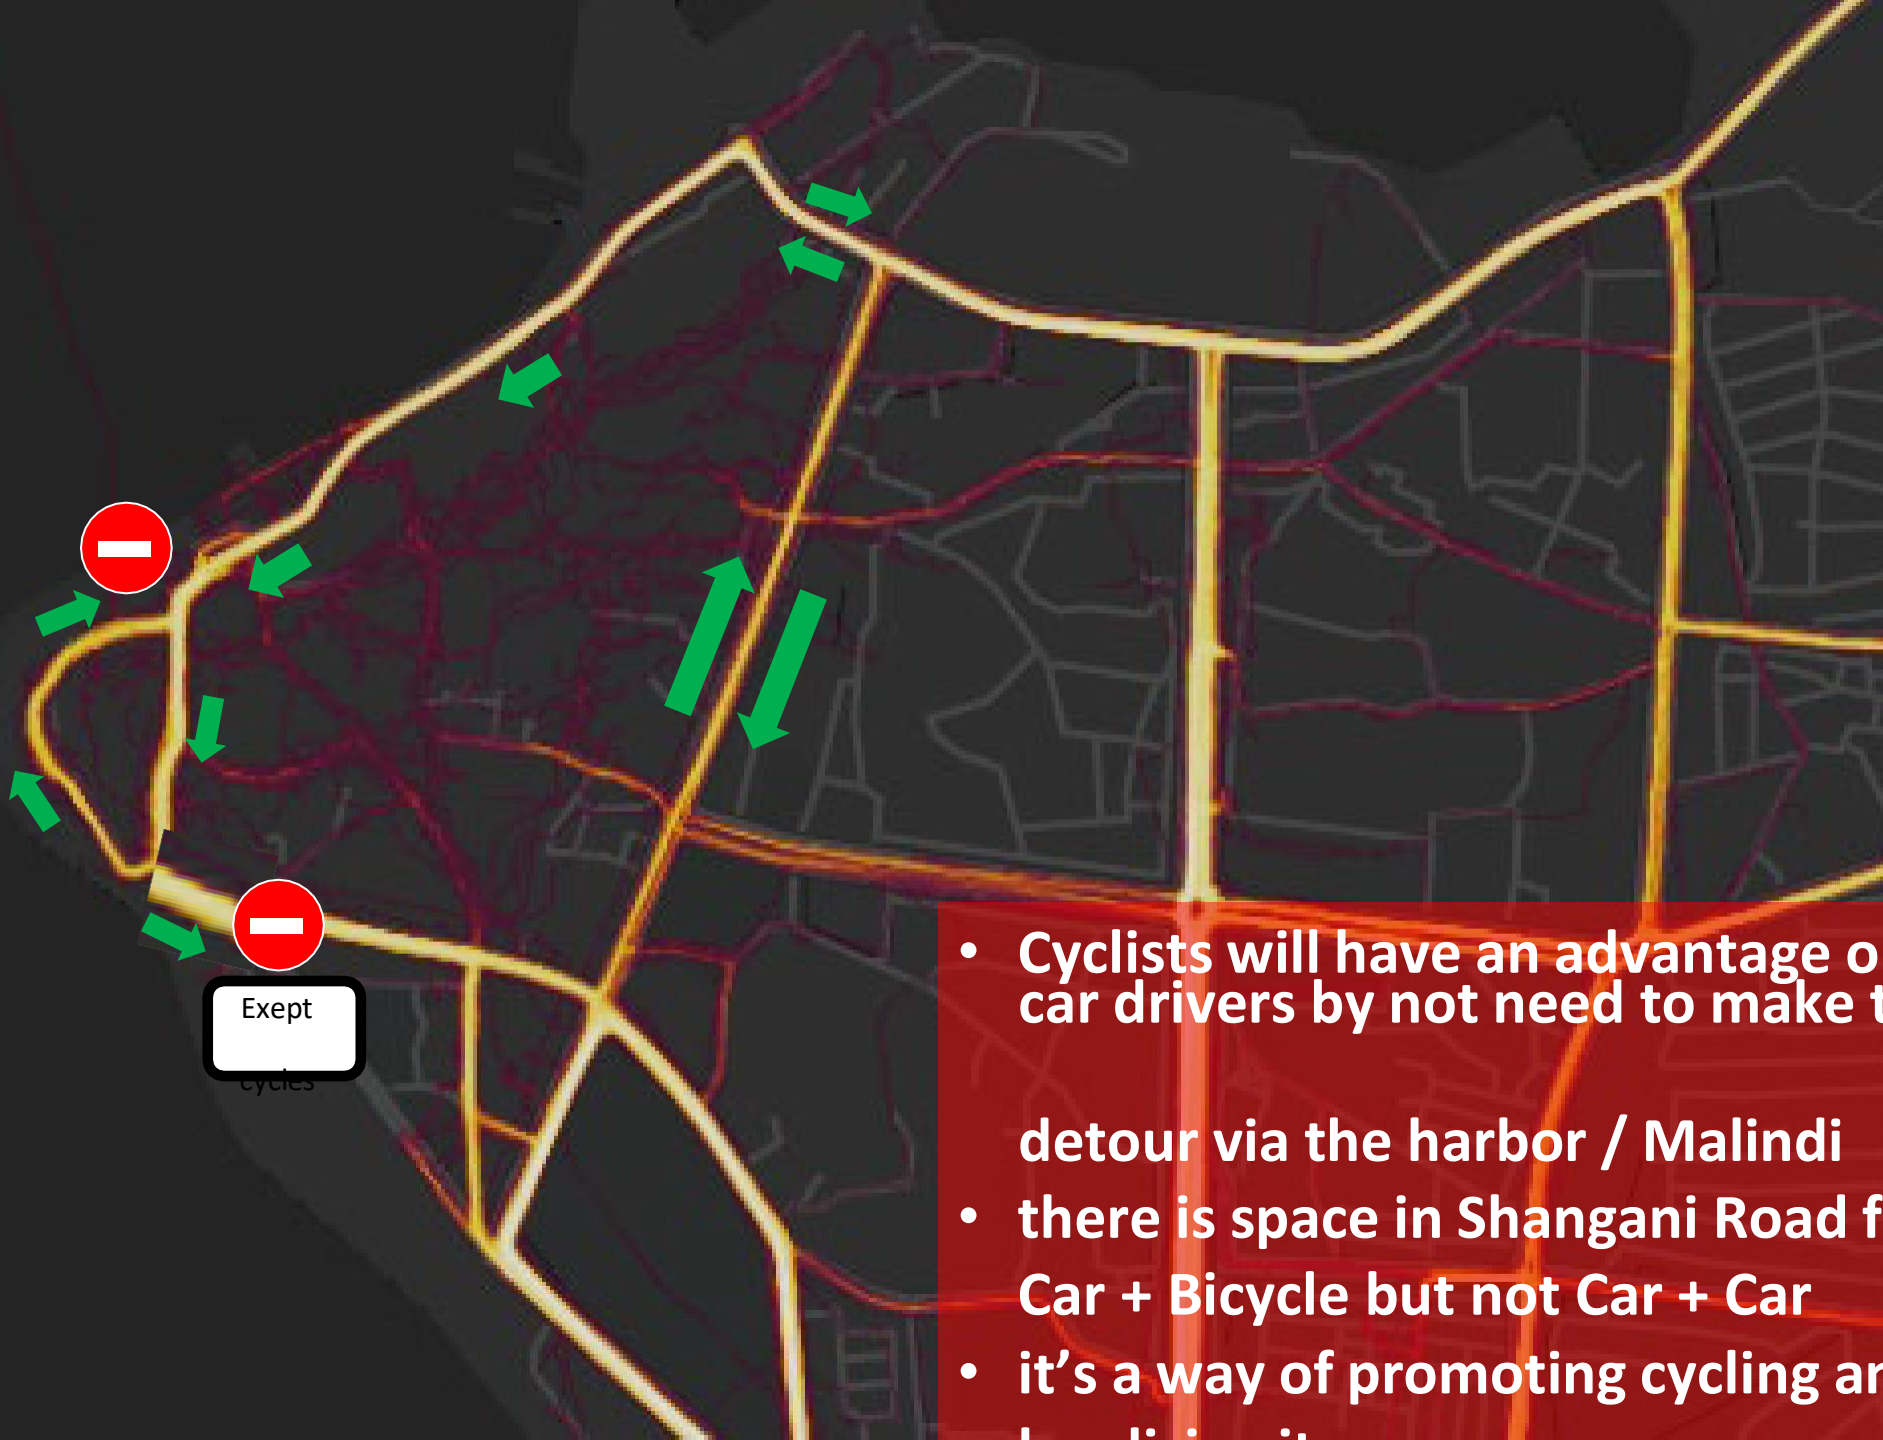 Exept
cycles
• Cyclists will have an advantage
car drivers by not need to make
detour via the harbor / Malindi
• there is space in Shangani Road
Car + Bicycle but not Car + Car
• it’s a way of promoting cycling